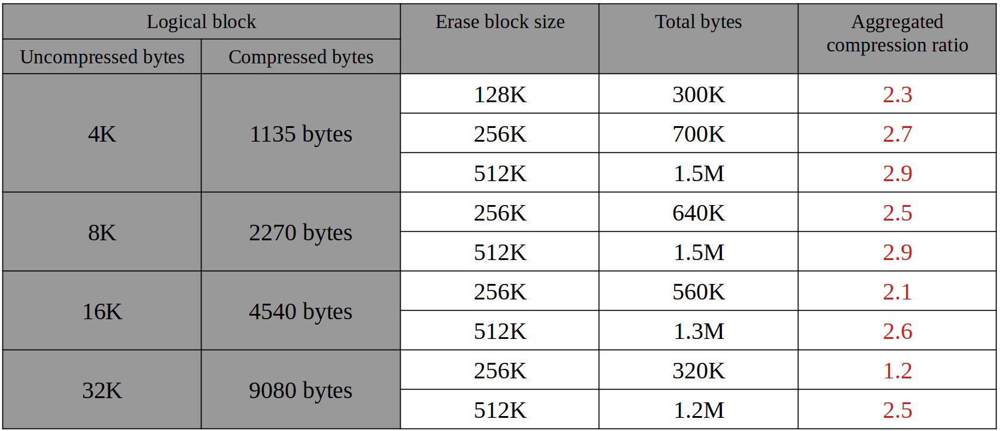 Logical block
Erase block size
Total bytes
Aggregated
compression ratio
Uncompressed bytes
Compressed bytes
4K
1135 bytes
128K
300K
2.3
256K
700K
2.7
512K
1.5M
2.9
8K
2270 bytes
256K
640K
2.5
512K
1.5M
2.9
16K
4540 bytes
256K
560K
2.1
512K
1.3M
2.6
32K
9080 bytes
256K
320K
1.2
512K
1.2M
2.5